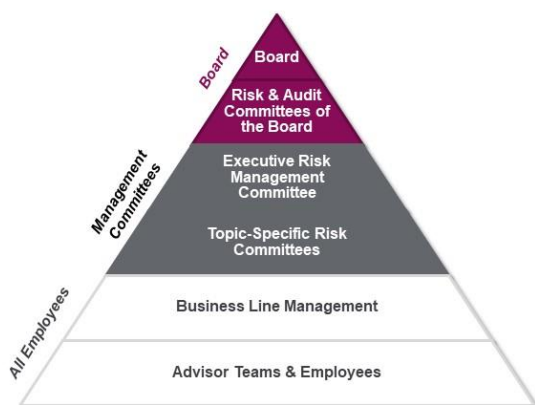 Board
Board
Risk & Audit
Committees of
the Board
Management
Committees
Executive Risk
Management
Committee
Topic-Specific Risk
Committees
All Employees
Business Line Management
Advisor Teams & Employees